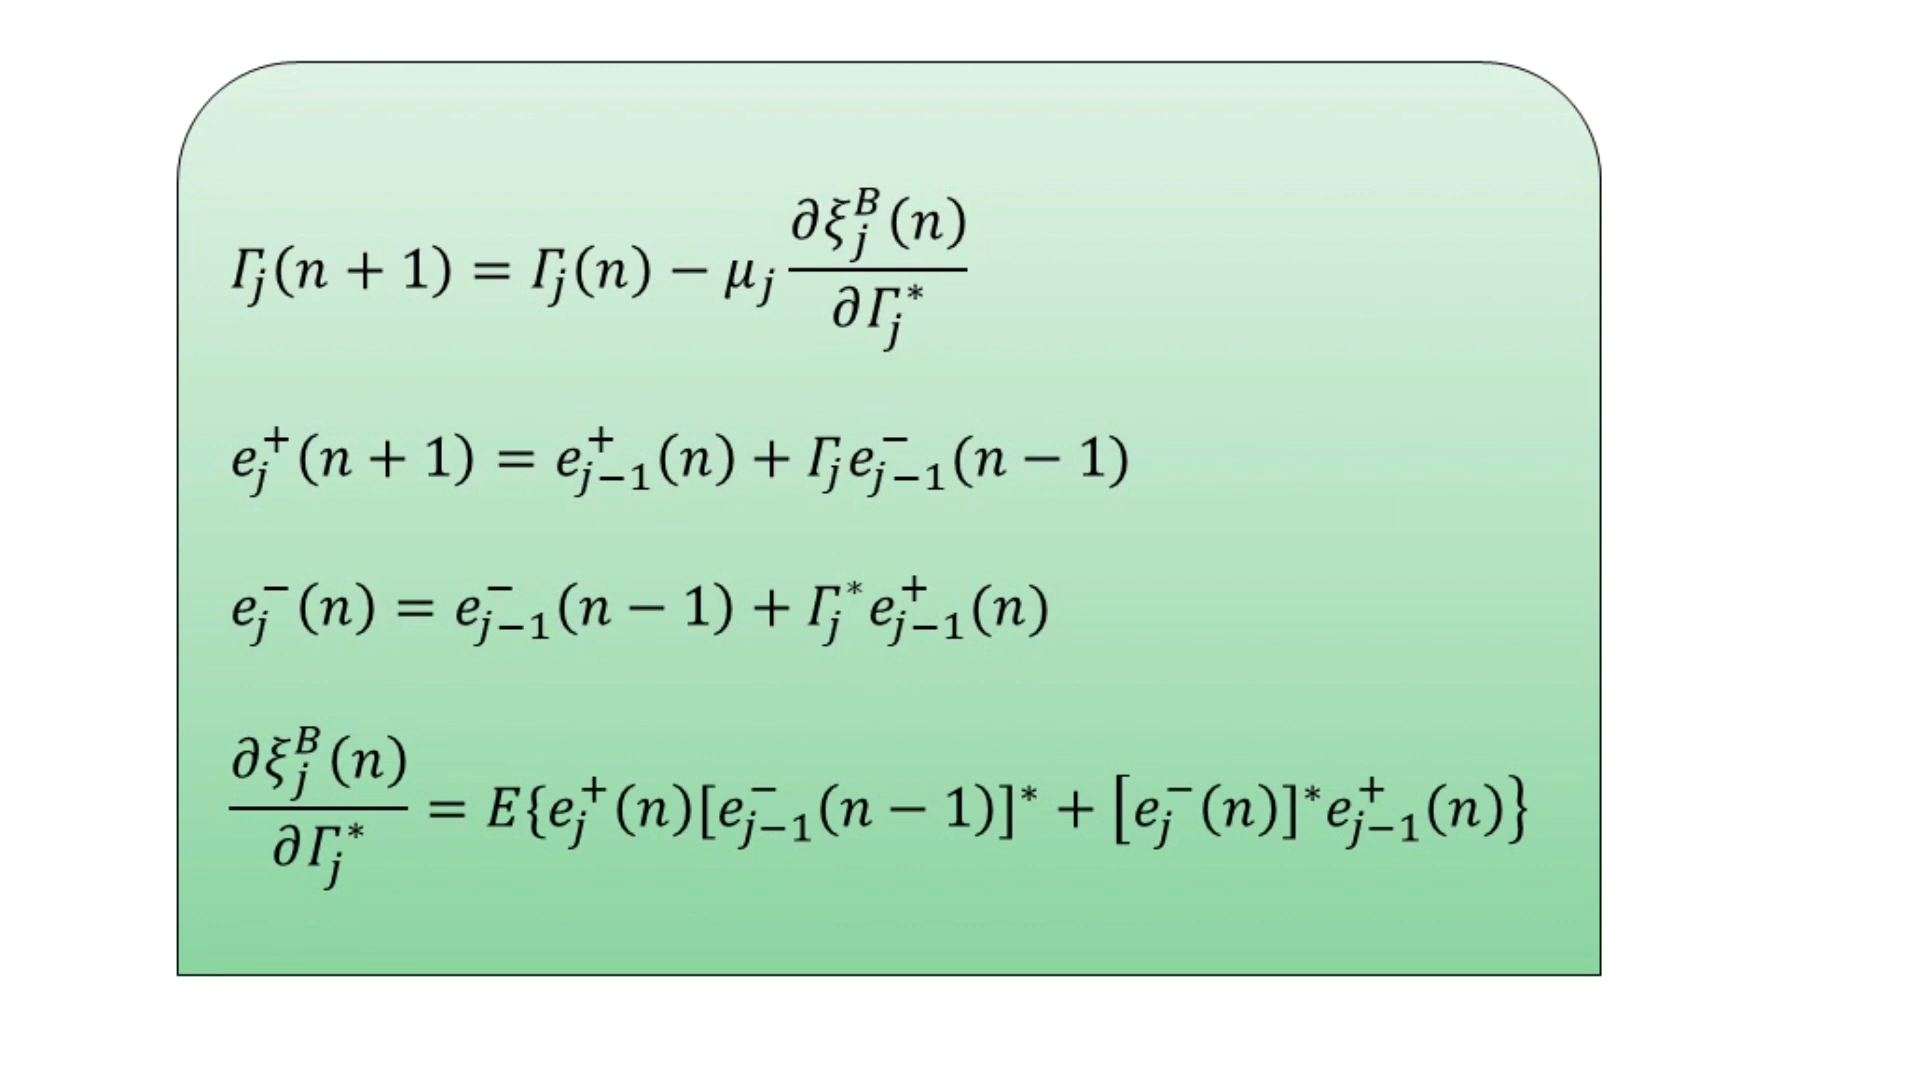 Γ_j(n + 1) = Γ_j(n) − μ_j ∂ξ_j^B(n) / ∂Γ_j^*
e_j^+(n + 1) = e_{j−1}^+(n) + Γ_j e_{j−1}^−(n − 1)
e_j^−(n) = e_{j−1}^−(n − 1) + Γ_j^* e_{j−1}^+(n)
∂ξ_j^B(n) / ∂Γ_j^* = E{e_j^+(n)[e_{j−1}^−(n − 1)]^* + [e_j^−(n)]^* e_{j−1}^+(n)}